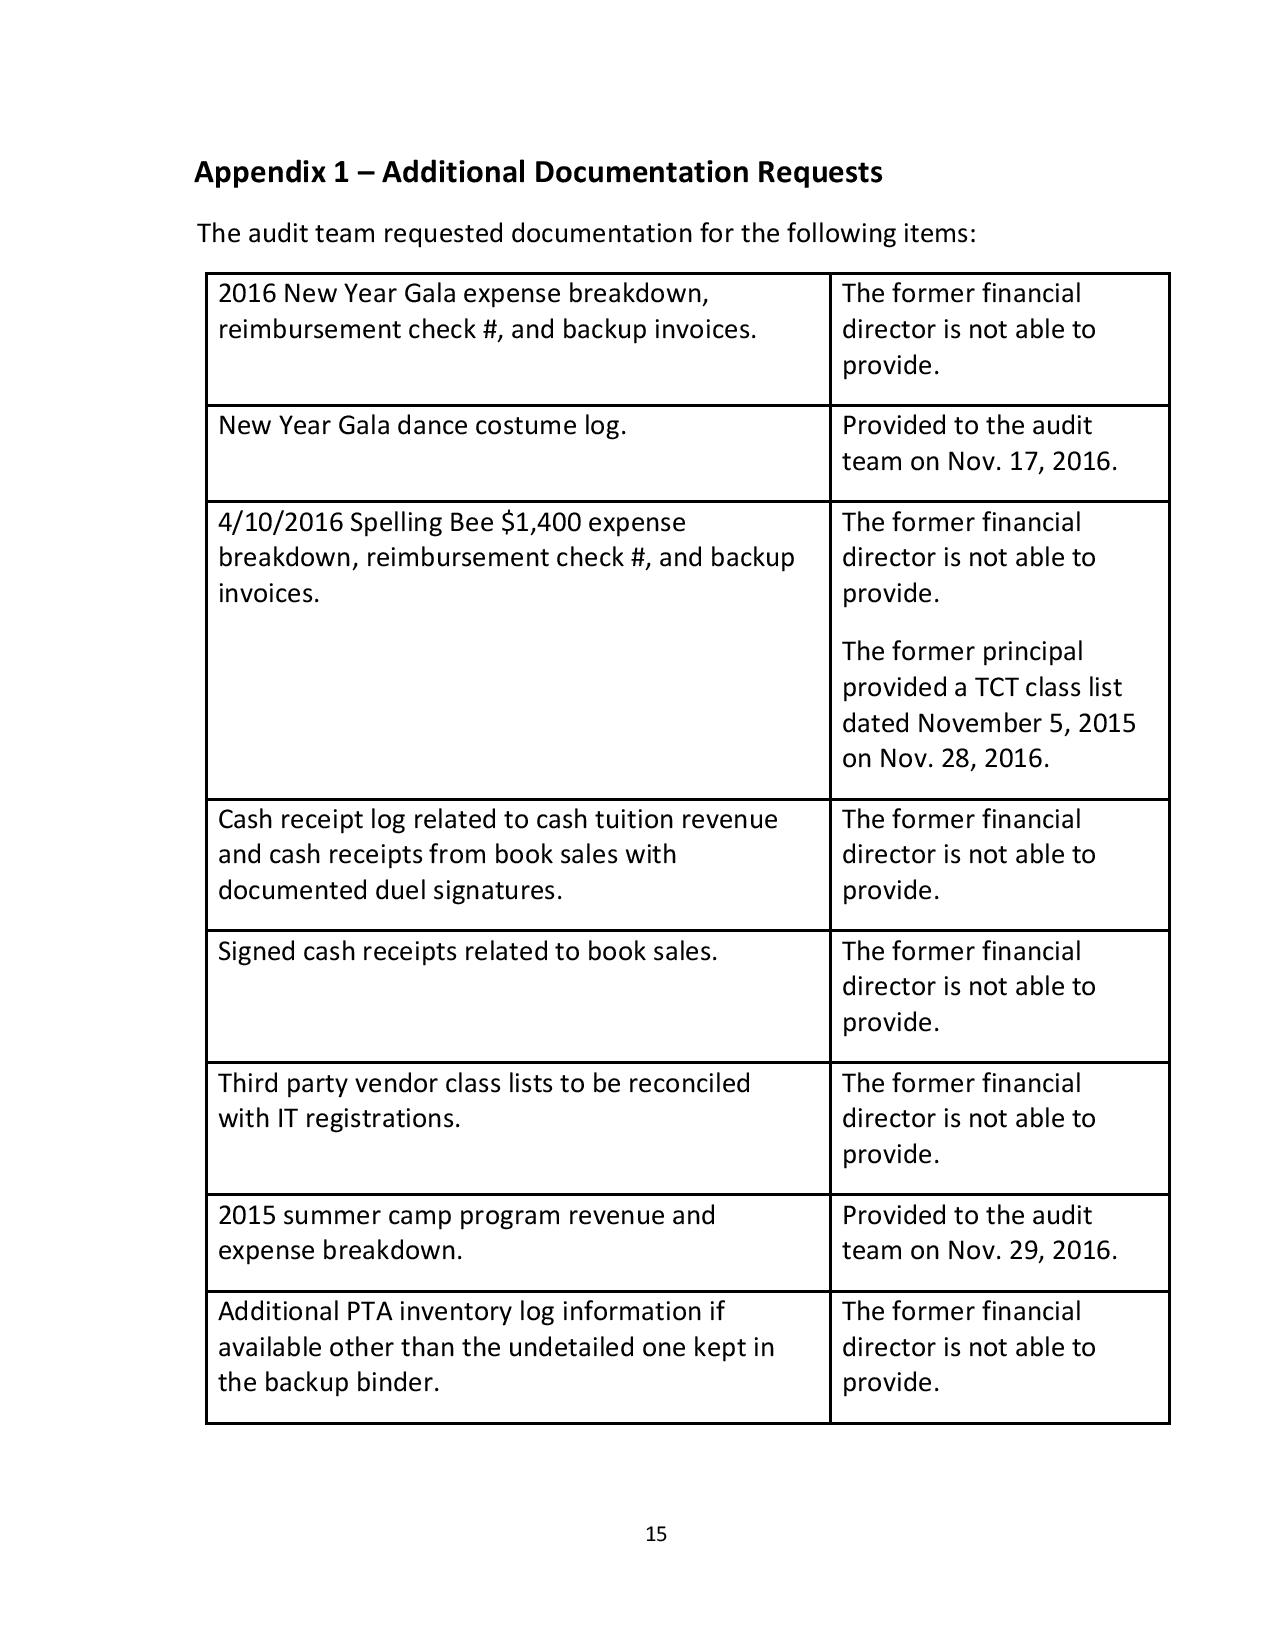 Appendix 1 – Additional Documentation Requests
The audit team requested documentation for the following items:
2016 New Year Gala expense breakdown,
reimbursement check #, and backup invoices.
The former financial
director is not able to
provide.
New Year Gala dance costume log.
Provided to the audit
team on Nov. 17, 2016.
4/10/2016 Spelling Bee $1,400 expense
breakdown, reimbursement check #, and backup
invoices.
The former financial
director is not able to
provide.
The former principal
provided a TCT class list
dated November 5, 2015
on Nov. 28, 2016.
Cash receipt log related to cash tuition revenue
and cash receipts from book sales with
documented duel signatures.
The former financial
director is not able to
provide.
Signed cash receipts related to book sales.
The former financial
director is not able to
provide.
Third party vendor class lists to be reconciled
with IT registrations.
The former financial
director is not able to
provide.
2015 summer camp program revenue and
expense breakdown.
Provided to the audit
team on Nov. 29, 2016.
Additional PTA inventory log information if
available other than the undetailed one kept in
the backup binder.
The former financial
director is not able to
provide.
15